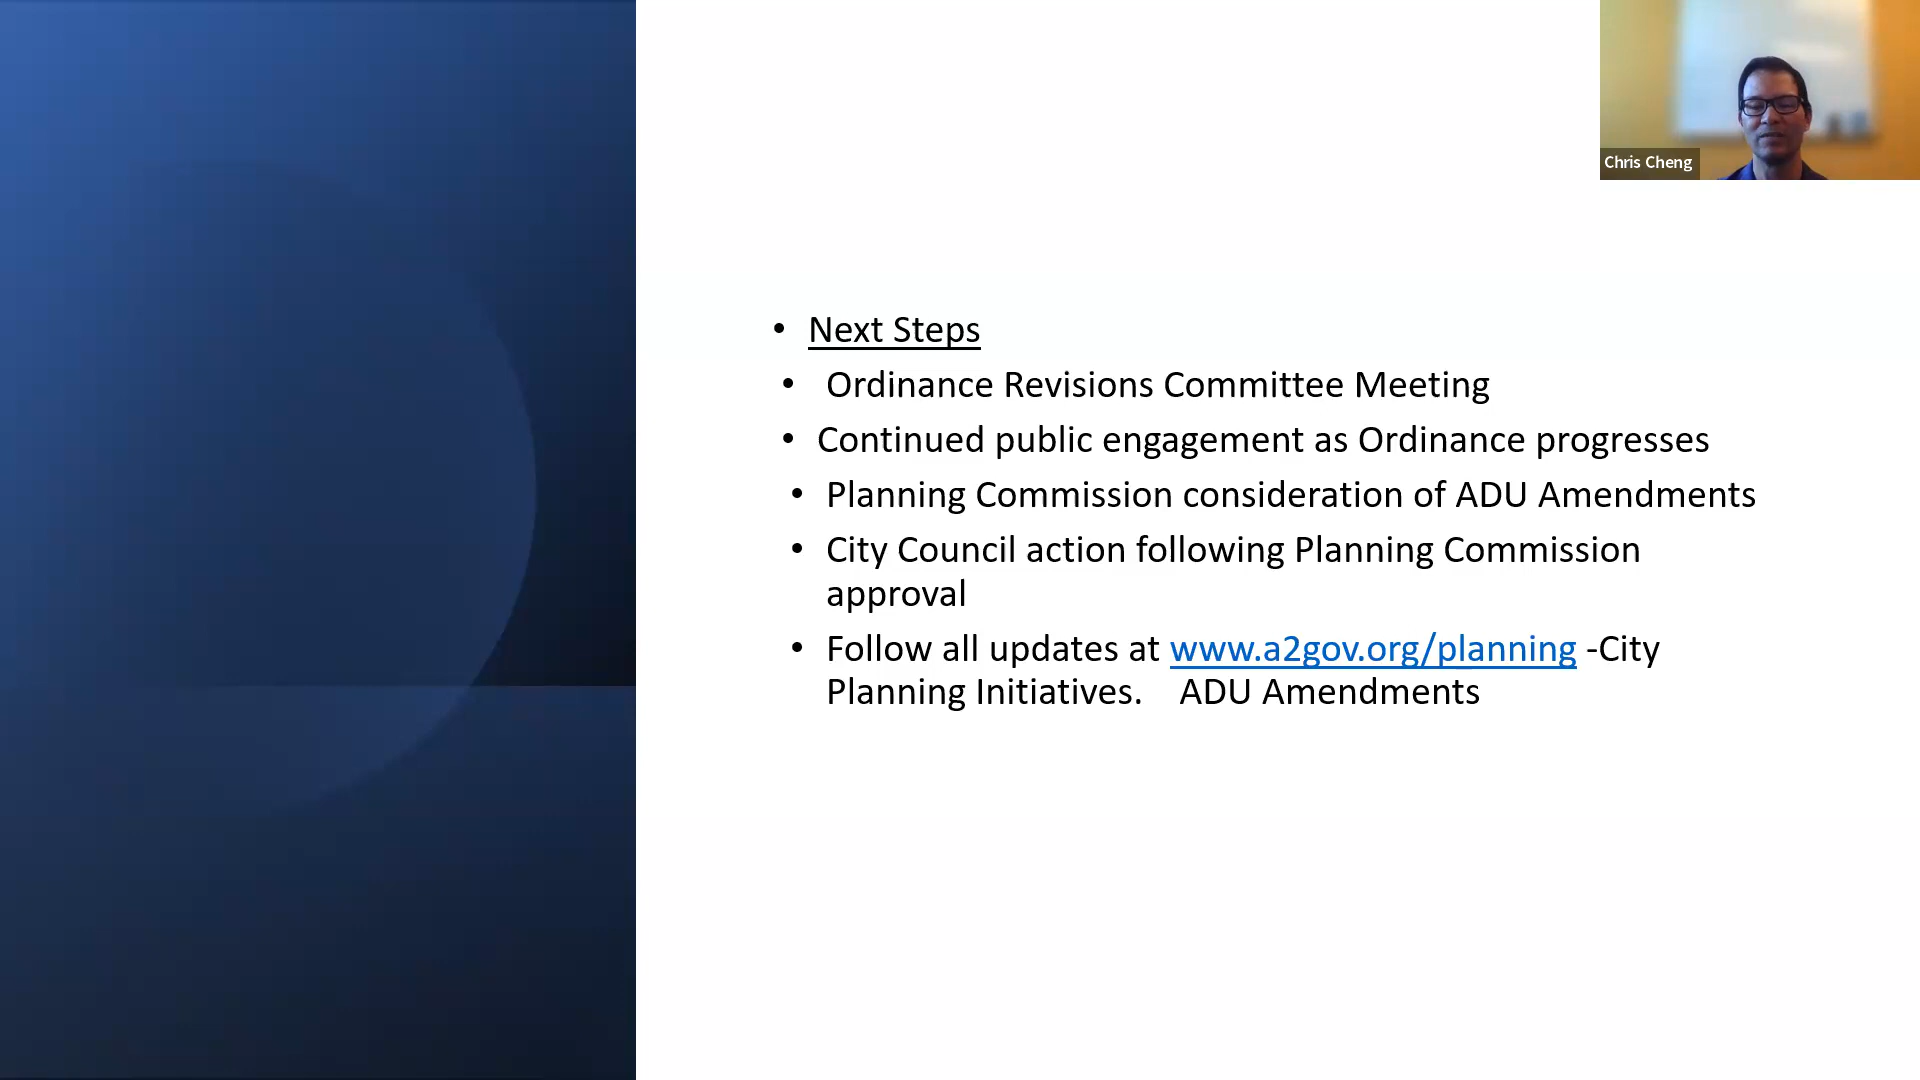 Chris Cheng
• Next Steps
• Ordinance Revisions Committee Meeting
• Continued public engagement as Ordinance progresses
• Planning Commission consideration of ADU Amendments
• City Council action following Planning Commission
approval
• Follow all updates at www.a2gov.org/planning -City
Planning Initiatives. ADU Amendments